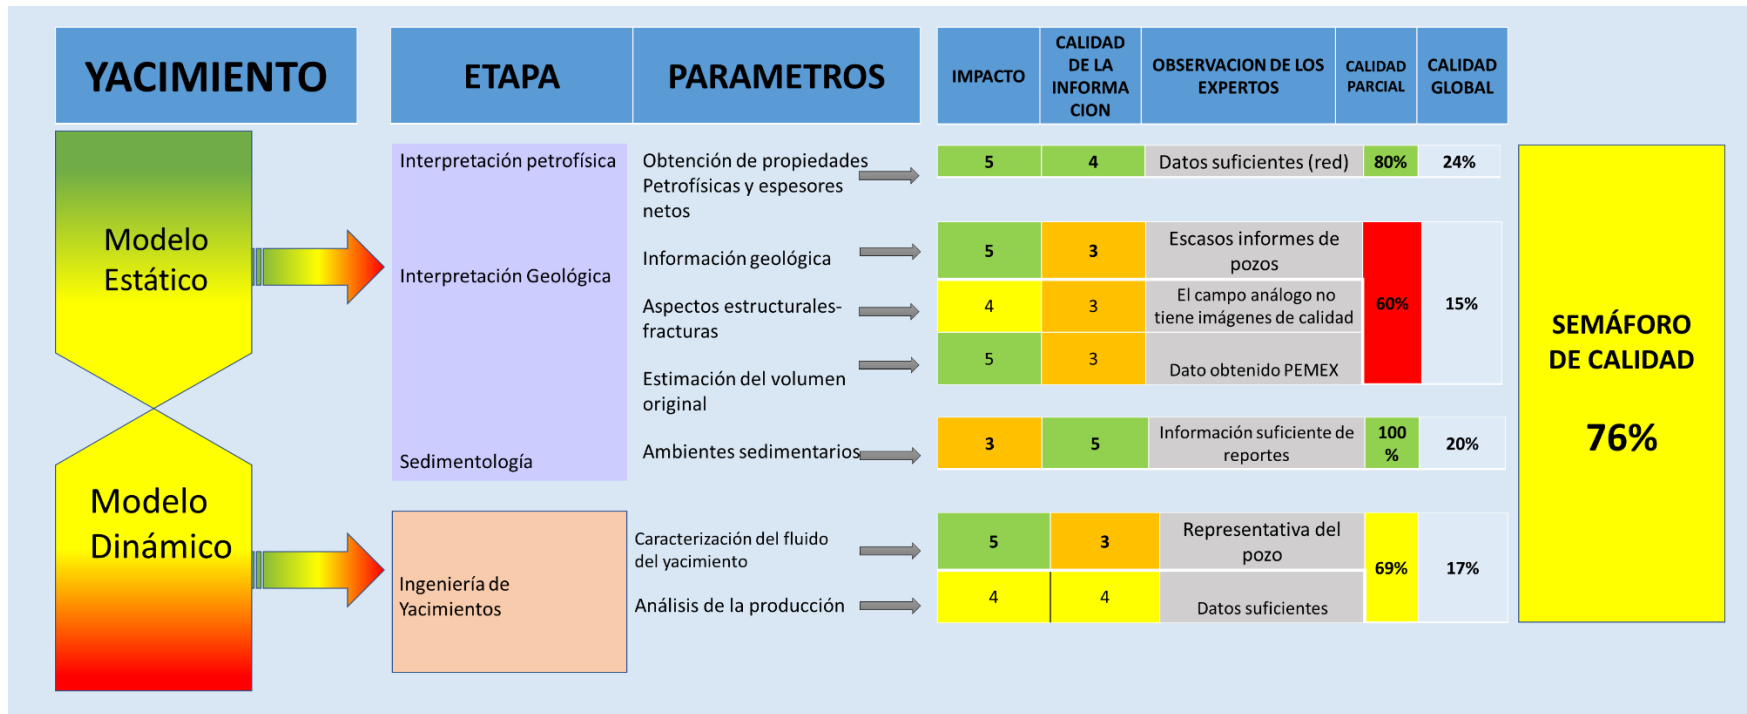 YACIMIENTO
ETAPA
PARAMETROS
IMPACTO
CALIDAD
DE LA
INFORMA
CION
OBSERVACION DE LOS
EXPERTOS
CALIDAD
PARCIAL
CALIDAD
GLOBAL
Modelo
Estático
Interpretación petrofísica
Obtención de propiedades
Petrofísicas y espesores
netos
5
4
Datos suficientes (red)
80%
24%
Interpretación Geológica
Información geológica
5
3
Escasos informes de
pozos
Aspectos estructurales-
fracturas
4
3
El campo análogo no
tiene imágenes de calidad
60%
15%
Estimación del volumen
original
5
3
Dato obtenido PEMEX
Sedimentología
Ambientes sedimentarios
3
5
Información suficiente de
reportes
100
%
20%
Modelo
Dinámico
Ingeniería de
Yacimientos
Caracterización del fluido
del yacimiento
5
3
Representativa del
pozo
69%
17%
Análisis de la producción
4
4
Datos suficientes
SEMÁFORO
DE CALIDAD
76%